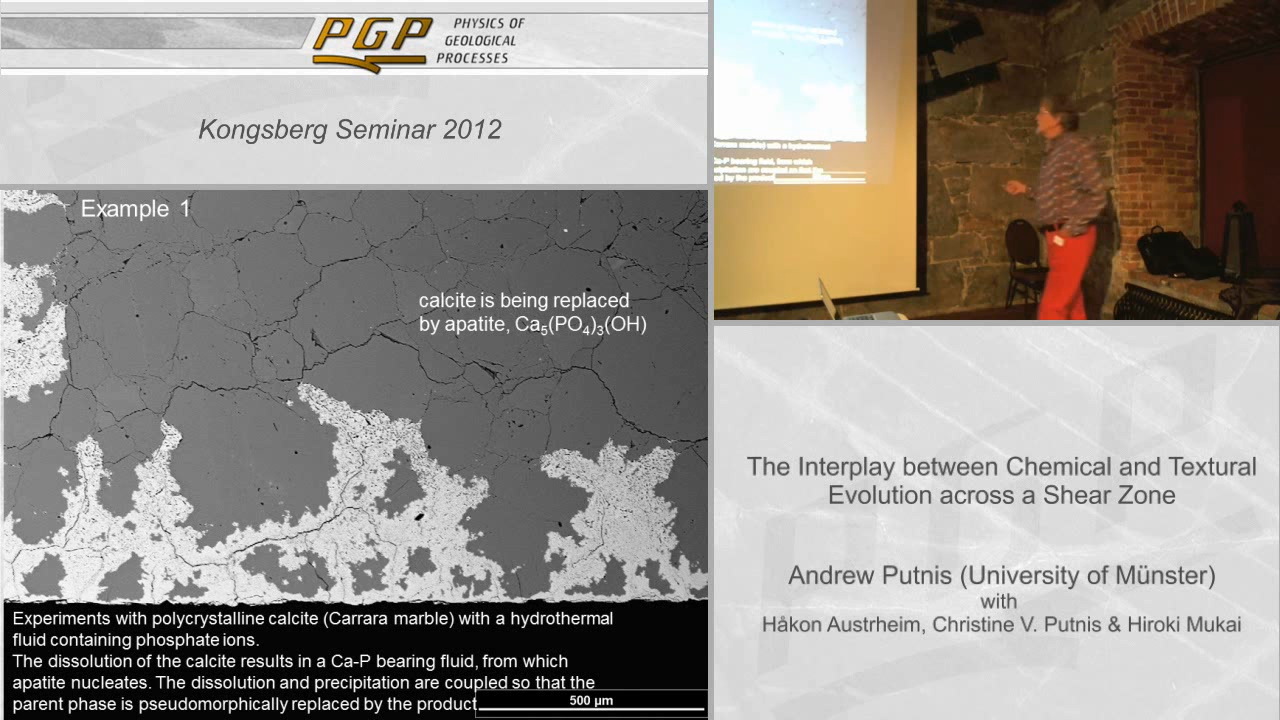 PGP
PHYSICS OF
GEOLOGICAL
PROCESSES
Kongsberg Seminar 2012
Example 1
calcite is being replaced
by apatite, Ca5(PO4)3(OH)
Experiments with polycrystalline calcite (Carrara marble) with a hydrothermal
fluid containing phosphate ions.
The dissolution of the calcite results in a Ca-P bearing fluid, from which
apatite nucleates. The dissolution and precipitation are coupled so that the
parent phase is pseudomorphically replaced by the product
500 µm
The Interplay between Chemical and Textural
Evolution across a Shear Zone
Andrew Putnis (University of Münster)
with
Håkon Austrheim, Christine V. Putnis & Hiroki Mukai